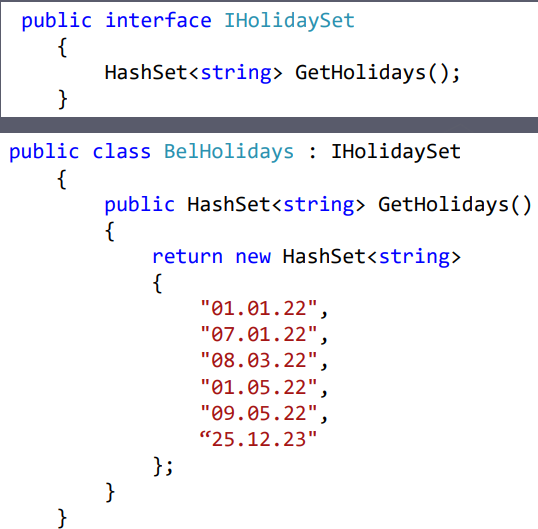 public interface IHolidaySet
{
HashSet<string> GetHolidays();
}
public class BelHolidays : IHolidaySet
{
public HashSet<string> GetHolidays()
{
return new HashSet<string>
{
"01.01.22",
"07.01.22",
"08.03.22",
"01.05.22",
"09.05.22",
“25.12.23"
};
}
}